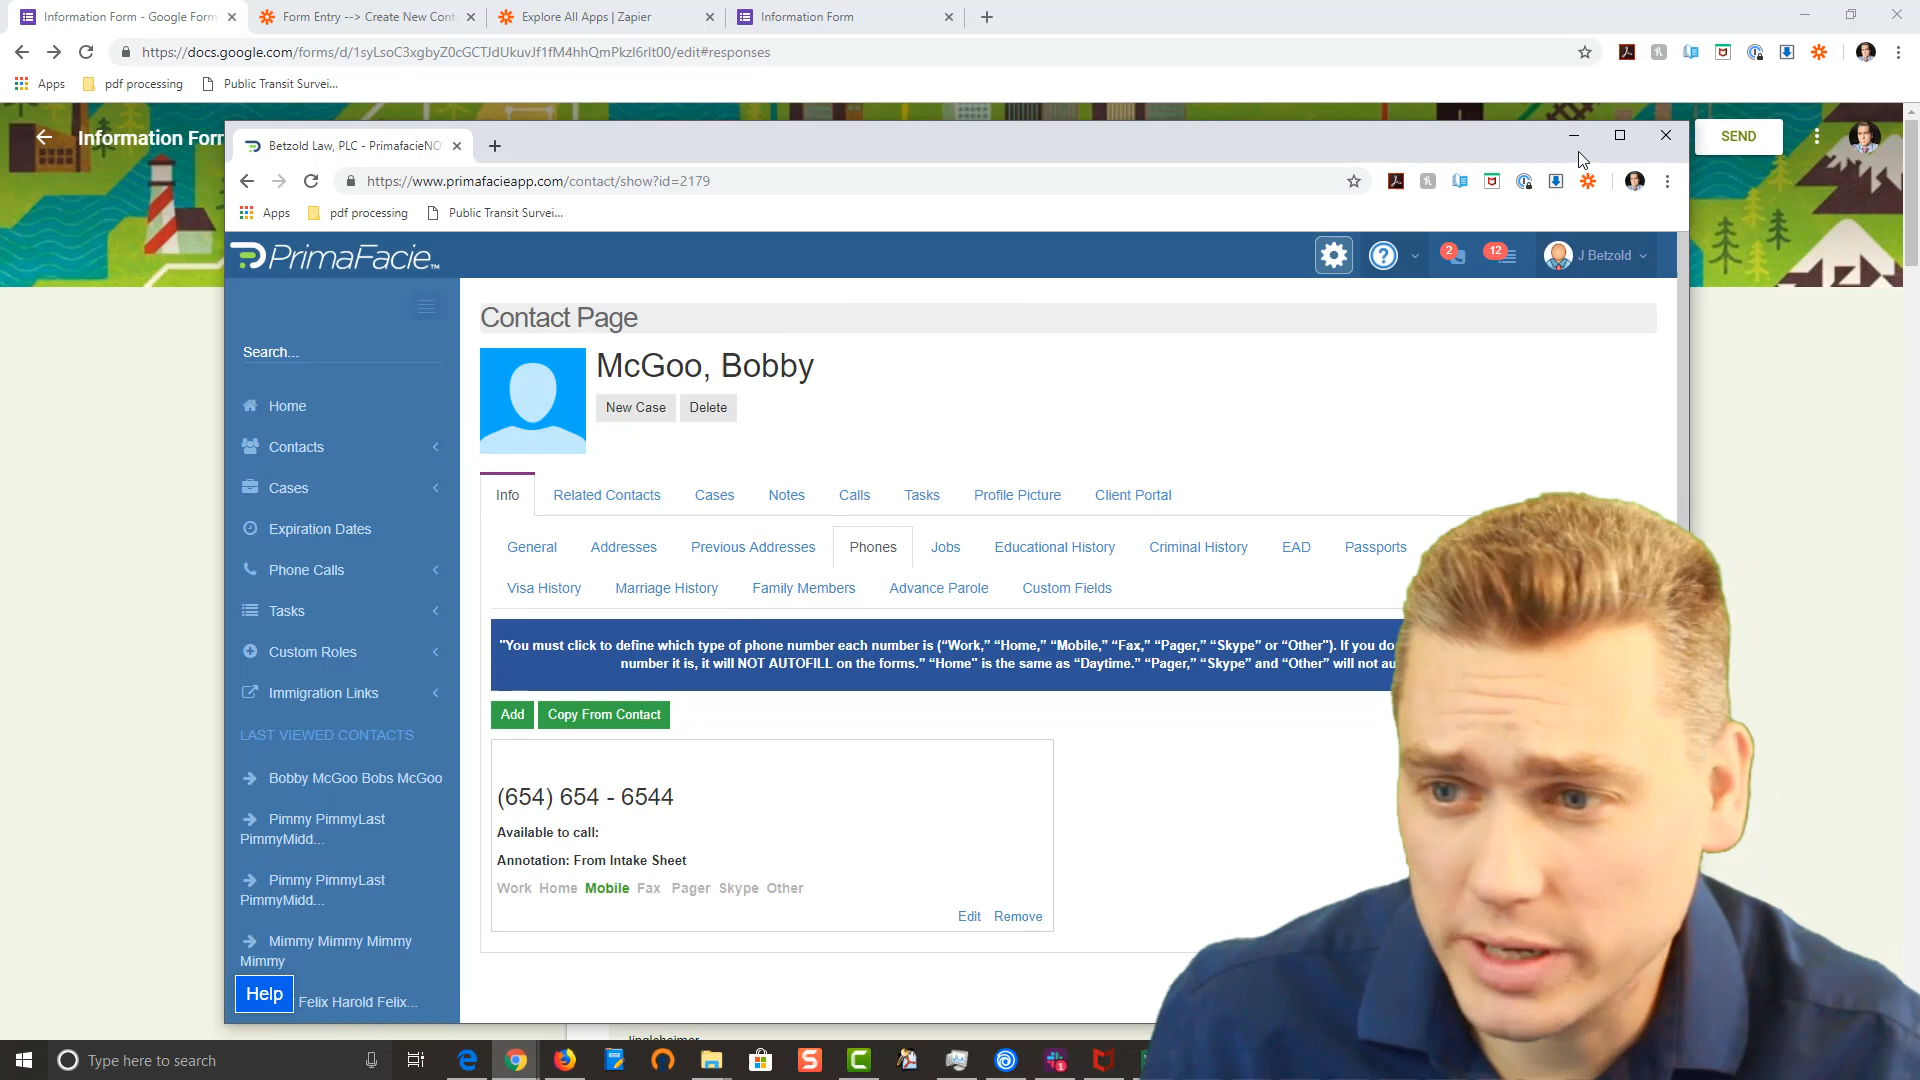 Information Form - Google Form
Form Entry --> Create New Cont
Explore All Apps | Zapier
Information Form
https://docs.google.com/forms/d/1syLsoC3xgbyZ0cGCTJdUkuvJf1fM4hhQmPkzl6rlt00/edit#responses
Apps
pdf processing
Public Transit Survei...
Information Forr
SEND
Betzold Law, PLC - PrimafacieNO
https://www.primafacieapp.com/contact/show?id=2179
Apps
pdf processing
Public Transit Survei...
PrimaFacie™
2
12
J Betzold
Search...
Home
Contacts
Cases
Expiration Dates
Phone Calls
Tasks
Custom Roles
Immigration Links
LAST VIEWED CONTACTS
Bobby McGoo Bobs McGoo
Pimmy PimmyLast
PimmyMidd...
Pimmy PimmyLast
PimmyMidd...
Mimmy Mimmy Mimmy
Mimmy
Felix Harold Felix...
Help
Contact Page
McGoo, Bobby
New Case
Delete
Info
Related Contacts
Cases
Notes
Calls
Tasks
Profile Picture
Client Portal
General
Addresses
Previous Addresses
Phones
Jobs
Educational History
Criminal History
EAD
Passports
Visa History
Marriage History
Family Members
Advance Parole
Custom Fields
"You must click to define which type of phone number each number is (“Work,” “Home,” “Mobile,” “Fax,” “Pager,” “Skype” or “Other”). If you do
number it is, it will NOT AUTOFILL on the forms.” “Home” is the same as “Daytime.” “Pager,” “Skype” and “Other” will not au
Add
Copy From Contact
(654) 654 - 6544
Available to call:
Annotation: From Intake Sheet
Work Home Mobile Fax Pager Skype Other
Edit
Remove
Type here to search